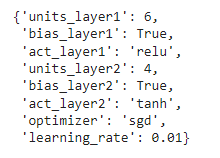 {'units_layer1': 6,
'bias_layer1': True,
'act_layer1': 'relu',
'units_layer2': 4,
'bias_layer2': True,
'act_layer2': 'tanh',
'optimizer': 'sgd',
'learning_rate': 0.01}